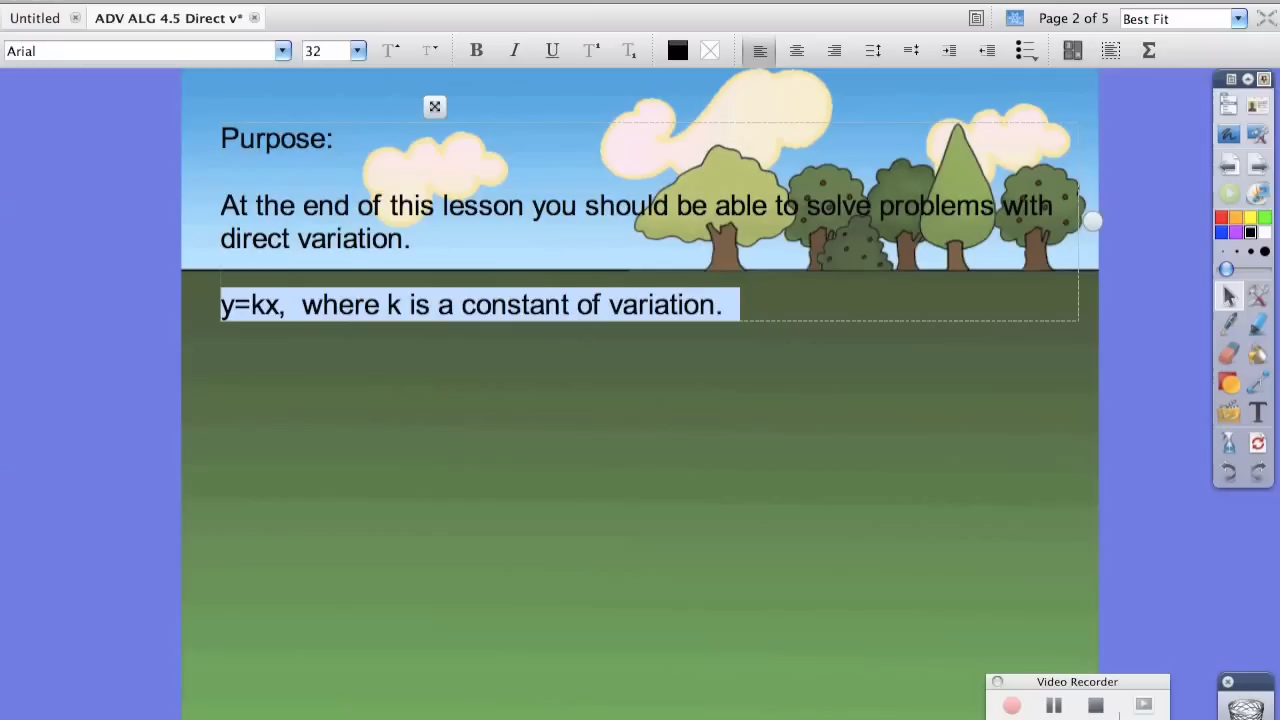 Untitled
ADV ALG 4.5 Direct v*
Page 2 of 5
Best Fit
Arial
32
B I U T T
Purpose:
At the end of this lesson you should be able to solve problems with
direct variation.
y=kx, where k is a constant of variation.
Video Recorder